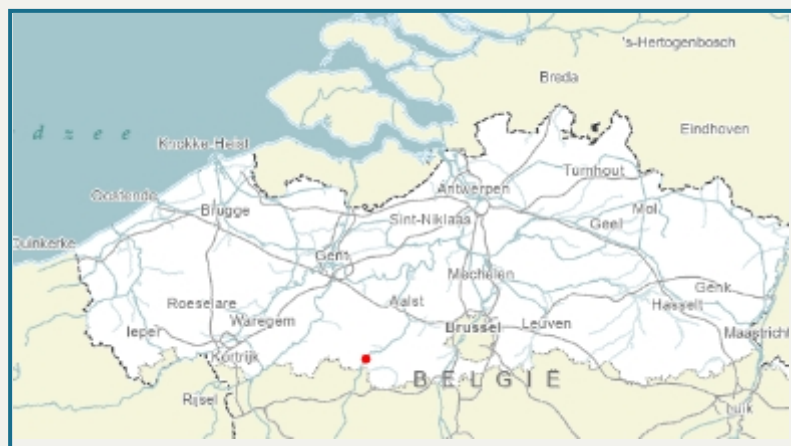 's-Hertogenbosch
Breda
d z e e
Eindhoven
Knokke-Heist
Turnhout
Antwerpen
Oostende
Mol
Brugge
Sint-Niklaas
Geel
Duinkerke
Gent
Mechelen
Genk
Roeselare
Aalst
Hasselt
Waregem
Brussel
Leuven
Ieper
Maastricht
Kortrijk
BELGIË
Rijsel
Luik